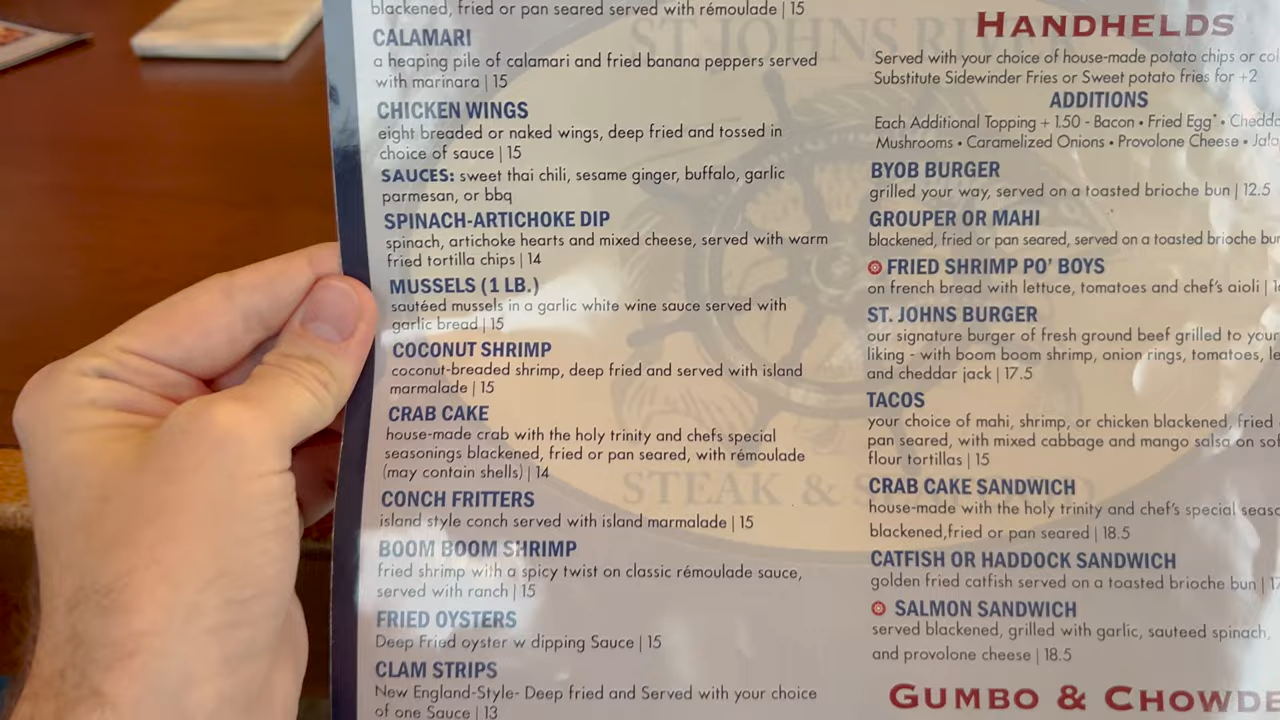 blackened, fried or pan seared served with rémoulade | 15
CALAMARI
a heaping pile of calamari and fried banana peppers served
with marinara | 15
CHICKEN WINGS
eight breaded or naked wings, deep fried and tossed in
choice of sauce | 15
SAUCES: sweet thai chili, sesame ginger, buffalo, garlic
parmesan, or bbq
SPINACH-ARTICHOKE DIP
spinach, artichoke hearts and mixed cheese, served with warm
fried tortilla chips | 14
MUSSELS (1 LB.)
sautéed mussels in a garlic white wine sauce served with
garlic bread | 15
COCONUT SHRIMP
coconut-breaded shrimp, deep fried and served with island
marmalade | 15
CRAB CAKE
house-made crab with the holy trinity and chefs special
seasonings blackened, fried or pan seared, with rémoulade
(may contain shells) | 14
CONCH FRITTERS
island style conch served with island marmalade | 15
BOOM BOOM SHRIMP
fried shrimp with a spicy twist on classic rémoulade sauce,
served with ranch | 15
FRIED OYSTERS
Deep Fried oyster w dipping Sauce | 15
CLAM STRIPS
New England-Style- Deep fried and Served with your choice
of one Sauce | 13
HANDHELDS
Served with your choice of house-made potato chips or
Substitute Sidewinder Fries or Sweet potato fries for +2
ADDITIONS
Each Additional Topping + 1.50 - Bacon • Fried Egg* •
Mushrooms • Caramelized Onions • Provolone Cheese •
BYOB BURGER
grilled your way, served on a toasted brioche bun | 12.5
GROUPER OR MAHI
blackened, fried or pan seared, served on a toasted brioche
FRIED SHRIMP PO' BOYS
on french bread with lettuce, tomatoes and chef's aioli |
ST. JOHNS BURGER
our signature burger of fresh ground beef grilled to your
liking - with boom boom shrimp, onion rings, tomatoes,
and cheddar jack | 17.5
TACOS
your choice of mahi, shrimp, or chicken blackened, fried
pan seared, with mixed cabbage and mango salsa on
flour tortillas | 15
CRAB CAKE SANDWICH
house-made with the holy trinity and chef's special
blackened,fried or pan seared | 18.5
CATFISH OR HADDOCK SANDWICH
golden fried catfish served on a toasted brioche bun |
SALMON SANDWICH
served blackened, grilled with garlic, sauteed spinach,
and provolone cheese | 18.5
GUMBO &
ST JOHNS
STEAK &